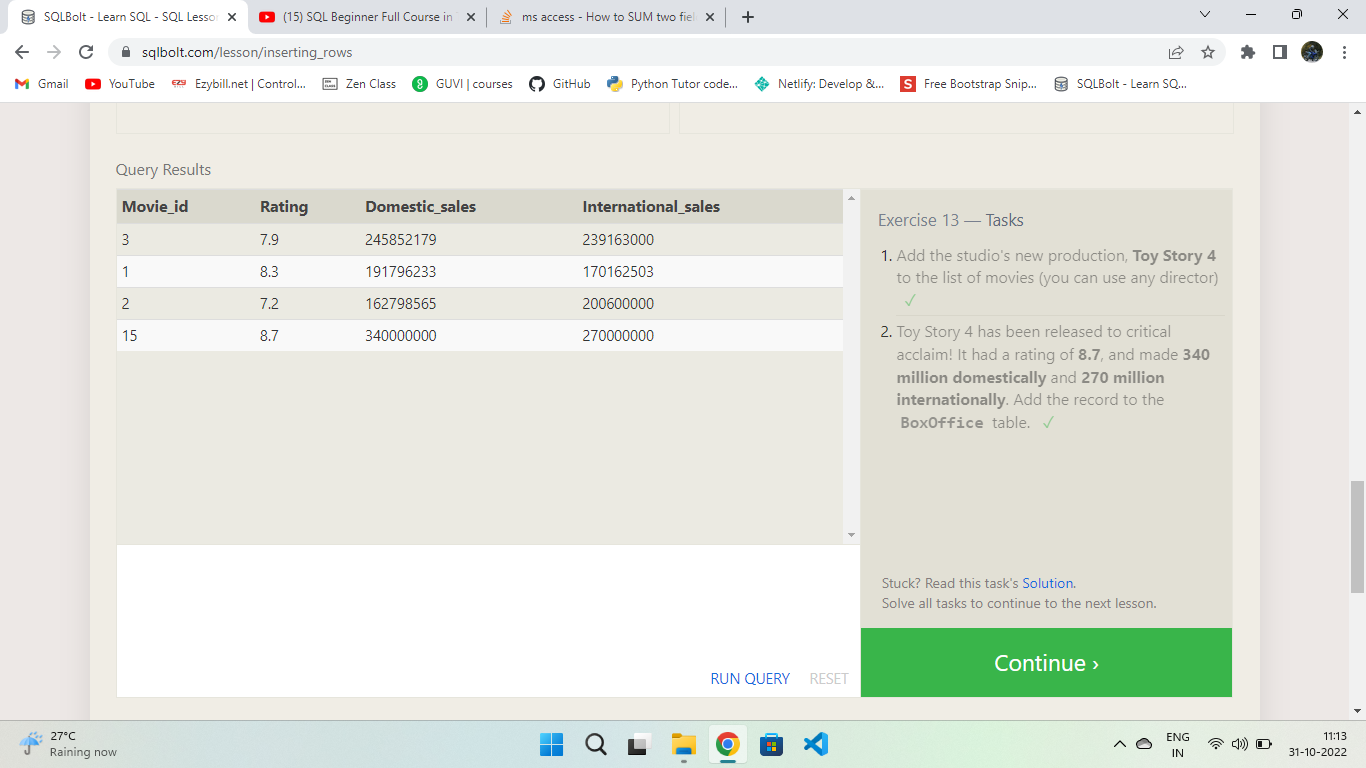 SQLBolt - Learn SQL - SQL Lesson
(15) SQL Beginner Full Course in
ms access - How to SUM two fiel
sqlbolt.com/lesson/inserting_rows
Gmail
YouTube
Ezybill.net | Control...
Zen Class
GUVI | courses
GitHub
Python Tutor code...
Netlify: Develop &...
S
Free Bootstrap Snip...
SQLBolt - Learn SQ...
Query Results
Movie_id Rating Domestic_sales International_sales
3 7.9 245852179 239163000
1 8.3 191796233 170162503
2 7.2 162798565 200600000
15 8.7 340000000 270000000
RUN QUERY RESET
Exercise 13 — Tasks
1. Add the studio's new production, Toy Story 4
to the list of movies (you can use any director)
✓
2. Toy Story 4 has been released to critical
acclaim! It had a rating of 8.7, and made 340
million domestically and 270 million
internationally. Add the record to the
BoxOffice table. ✓
Stuck? Read this task's Solution.
Solve all tasks to continue to the next lesson.
Continue ›
27°C
Raining now
ENG
IN
11:13
31-10-2022